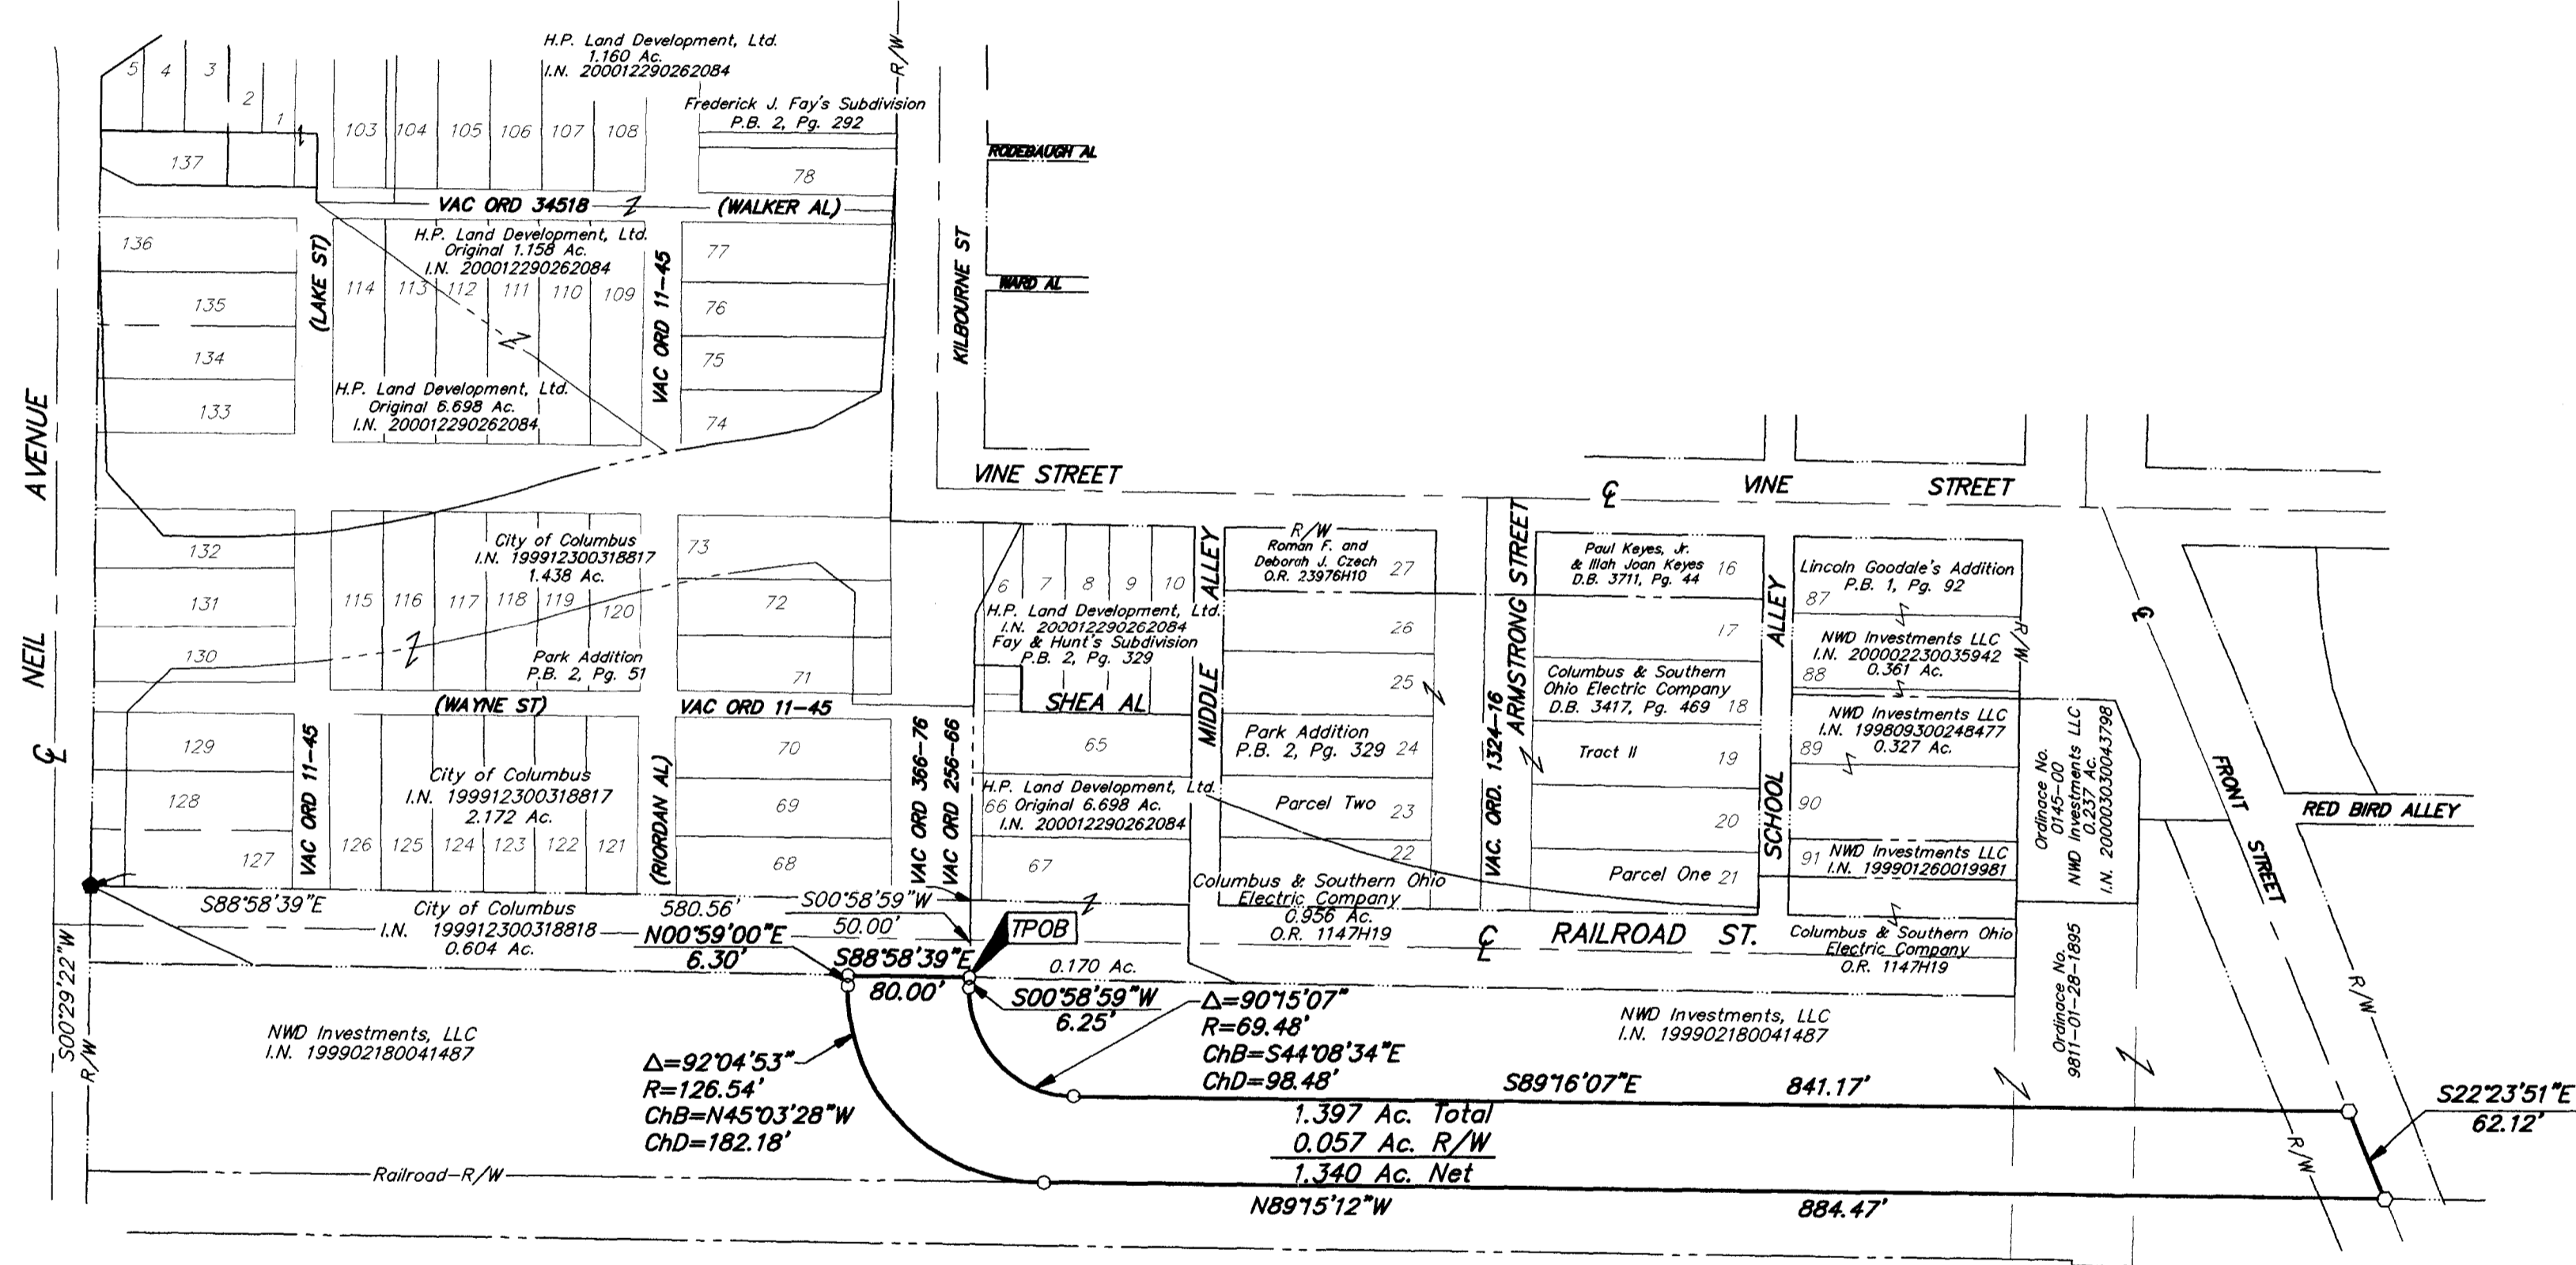 H.P. Land Development, Ltd.
1.160 Ac.
I.N. 200012290262084
R/W
Frederick J. Fay's Subdivision
P.B. 2, Pg. 292
5 4 3 2 1
103 104 105 106 107 108
RODEBAUGH AL
137
78
VAC ORD 34518 Z (WALKER AL)
136
H.P. Land Development, Ltd.
Original 1.158 Ac.
I.N. 200012290262084
77
(LAKE ST)
VAC ORD 11-45
KILBOURNE ST
WARD AL
135
114 113 112 111 110 109
76
134
75
H.P. Land Development, Ltd.
Original 6.698 Ac.
I.N. 200012290262084
133
74
NEIL AVENUE
VINE STREET
℄
VINE STREET
132
City of Columbus
I.N. 199912300318817
1.438 Ac.
73
R/W
Roman F. and
Deborah J. Czech
O.R. 23976H10
27
MIDDLE ALLEY
ARMSTRONG STREET
Paul Keyes, Jr.
& Illah Joan Keyes
D.B. 3711, Pg. 44
16
Lincoln Goodale's Addition
P.B. 1, Pg. 92
87
6 7 8 9 10
131
115 116 117 118 119 120
72
H.P. Land Development, Ltd.
I.N. 200012290262084
Fay & Hunt's Subdivision
P.B. 2, Pg. 329
26
17
SCHOOL ALLEY
NWD Investments LLC
I.N. 200002230035942
0.361 Ac.
88
R/W
℄
130
Park Addition
P.B. 2, Pg. 51
71
25
Columbus & Southern
Ohio Electric Company
D.B. 3417, Pg. 469
18
(WAYNE ST)
VAC ORD 11-45
SHEA AL
NWD Investments LLC
I.N. 199809300248477
0.327 Ac.
89
℄
129
VAC ORD 11-45
City of Columbus
I.N. 199912300318817
2.172 Ac.
(RIORDAN AL)
70
VAC ORD 366-76
VAC ORD 256-66
65
Park Addition
P.B. 2, Pg. 329
24
VAC. ORD. 1324-16
Tract II
19
Ordinace No.
0145-00
NWD Investments LLC
0.237 Ac.
I.N. 200003030043798
FRONT STREET
128
69
H.P. Land Development, Ltd.
66 Original 6.698 Ac.
I.N. 200012290262084
Parcel Two
23
20
90
RED BIRD ALLEY
127
126 125 124 123 122 121
68
67
22
Parcel One 21
91
NWD Investments LLC
I.N. 199901260019981
S88°58'39"E
580.56'
City of Columbus
I.N. 199912300318818
0.604 Ac.
S00°58'59"W
50.00'
Columbus & Southern Ohio
Electric Company
0.956 Ac.
O.R. 1147H19
℄
RAILROAD ST.
Columbus & Southern Ohio
Electric Company
O.R. 1147H19
TPOB
N00°59'00"E
6.30'
S88°58'39"E
80.00'
0.170 Ac.
S00°29'22"W
R/W
S00°58'59"W
6.25'
Δ=90°15'07"
R=69.48'
ChB=S44°08'34"E
ChD=98.48'
NWD Investments, LLC
I.N. 199902180041487
NWD Investments, LLC
I.N. 199902180041487
Ordinace No.
9811-01-28-1895
R/W
Δ=92°04'53"
R=126.54'
ChB=N45°03'28"W
ChD=182.18'
S89°16'07"E
841.17'
S22°23'51"E
62.12'
1.397 Ac. Total
0.057 Ac. R/W
1.340 Ac. Net
R/W
Railroad-R/W
N89°15'12"W
884.47'